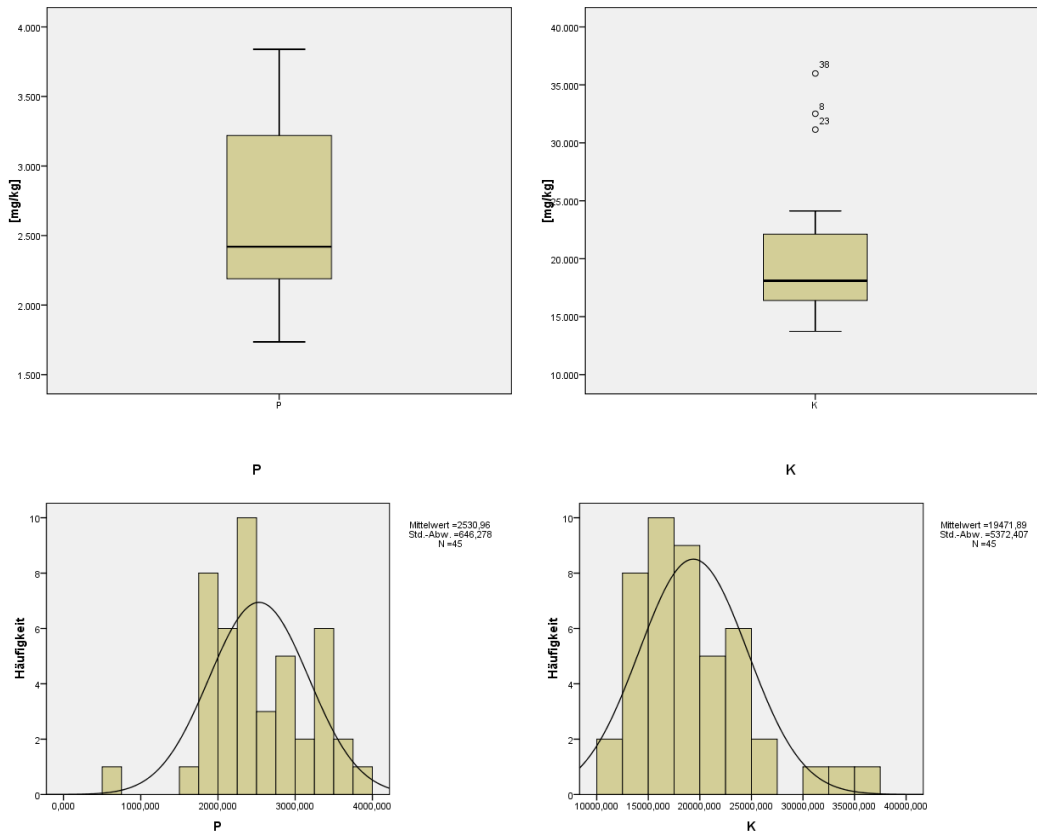 4.000
3.500
3.000
2.500
2.000
1.500
[mg/kg]
P
40.000
35.000
30.000
25.000
20.000
15.000
10.000
[mg/kg]
38
8
23
K
P
10
8
6
4
2
0
Häufigkeit
0,000
1000,000
2000,000
3000,000
4000,000
P
Mittelwert =2530,96
Std.-Abw. =646,278
N =45
K
10
8
6
4
2
0
Häufigkeit
10000,000
15000,000
20000,000
25000,000
30000,000
35000,000
40000,000
K
Mittelwert =19471,89
Std.-Abw. =5372,407
N =45